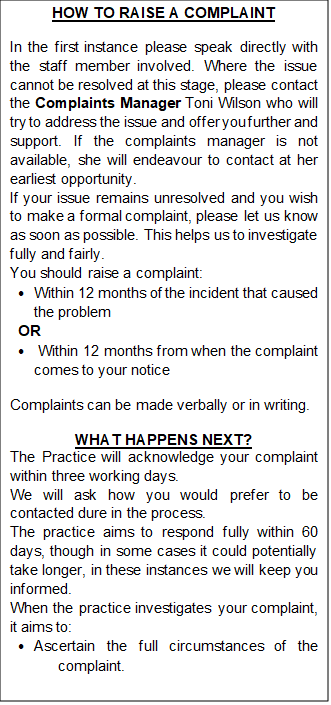 HOW TO RAISE A COMPLAINT
In the first instance please speak directly with
the staff member involved. Where the issue
cannot be resolved at this stage, please contact
the Complaints Manager Toni Wilson who will
try to address the issue and offer you further and
support. If the complaints manager is not
available, she will endeavour to contact at her
earliest opportunity.
If your issue remains unresolved and you wish
to make a formal complaint, please let us know
as soon as possible. This helps us to investigate
fully and fairly.
You should raise a complaint:
• Within 12 months of the incident that caused
the problem
OR
• Within 12 months from when the complaint
comes to your notice
Complaints can be made verbally or in writing.
WHAT HAPPENS NEXT?
The Practice will acknowledge your complaint
within three working days.
We will ask how you would prefer to be
contacted dure in the process.
The practice aims to respond fully within 60
days, though in some cases it could potentially
take longer, in these instances we will keep you
informed.
When the practice investigates your complaint,
it aims to:
• Ascertain the full circumstances of the
complaint.